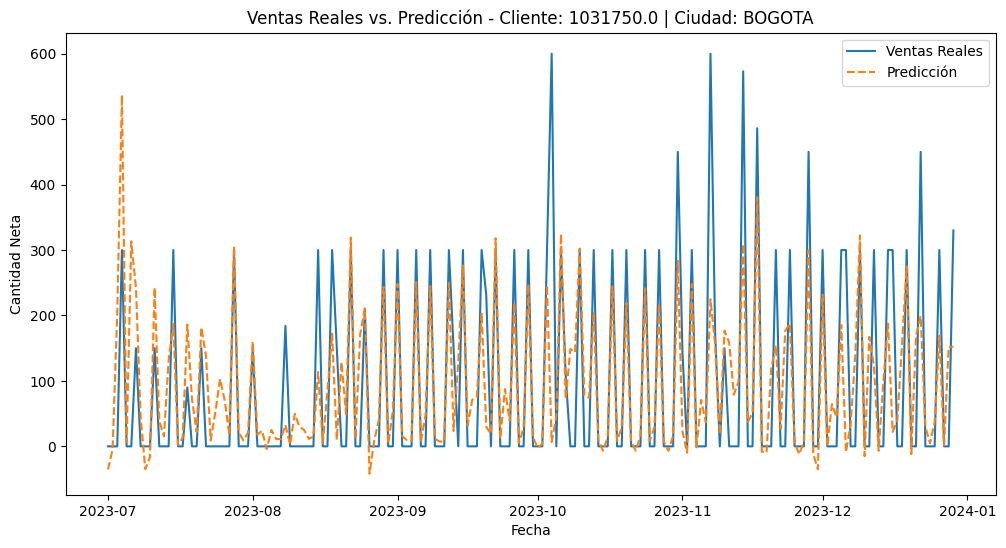 Ventas Reales vs. Predicción - Cliente: 1031750.0 | Ciudad: BOGOTA
Ventas Reales
Predicción
Cantidad Neta
600
500
400
300
200
100
0
2023-07
2023-08
2023-09
2023-10
2023-11
2023-12
2024-01
Fecha